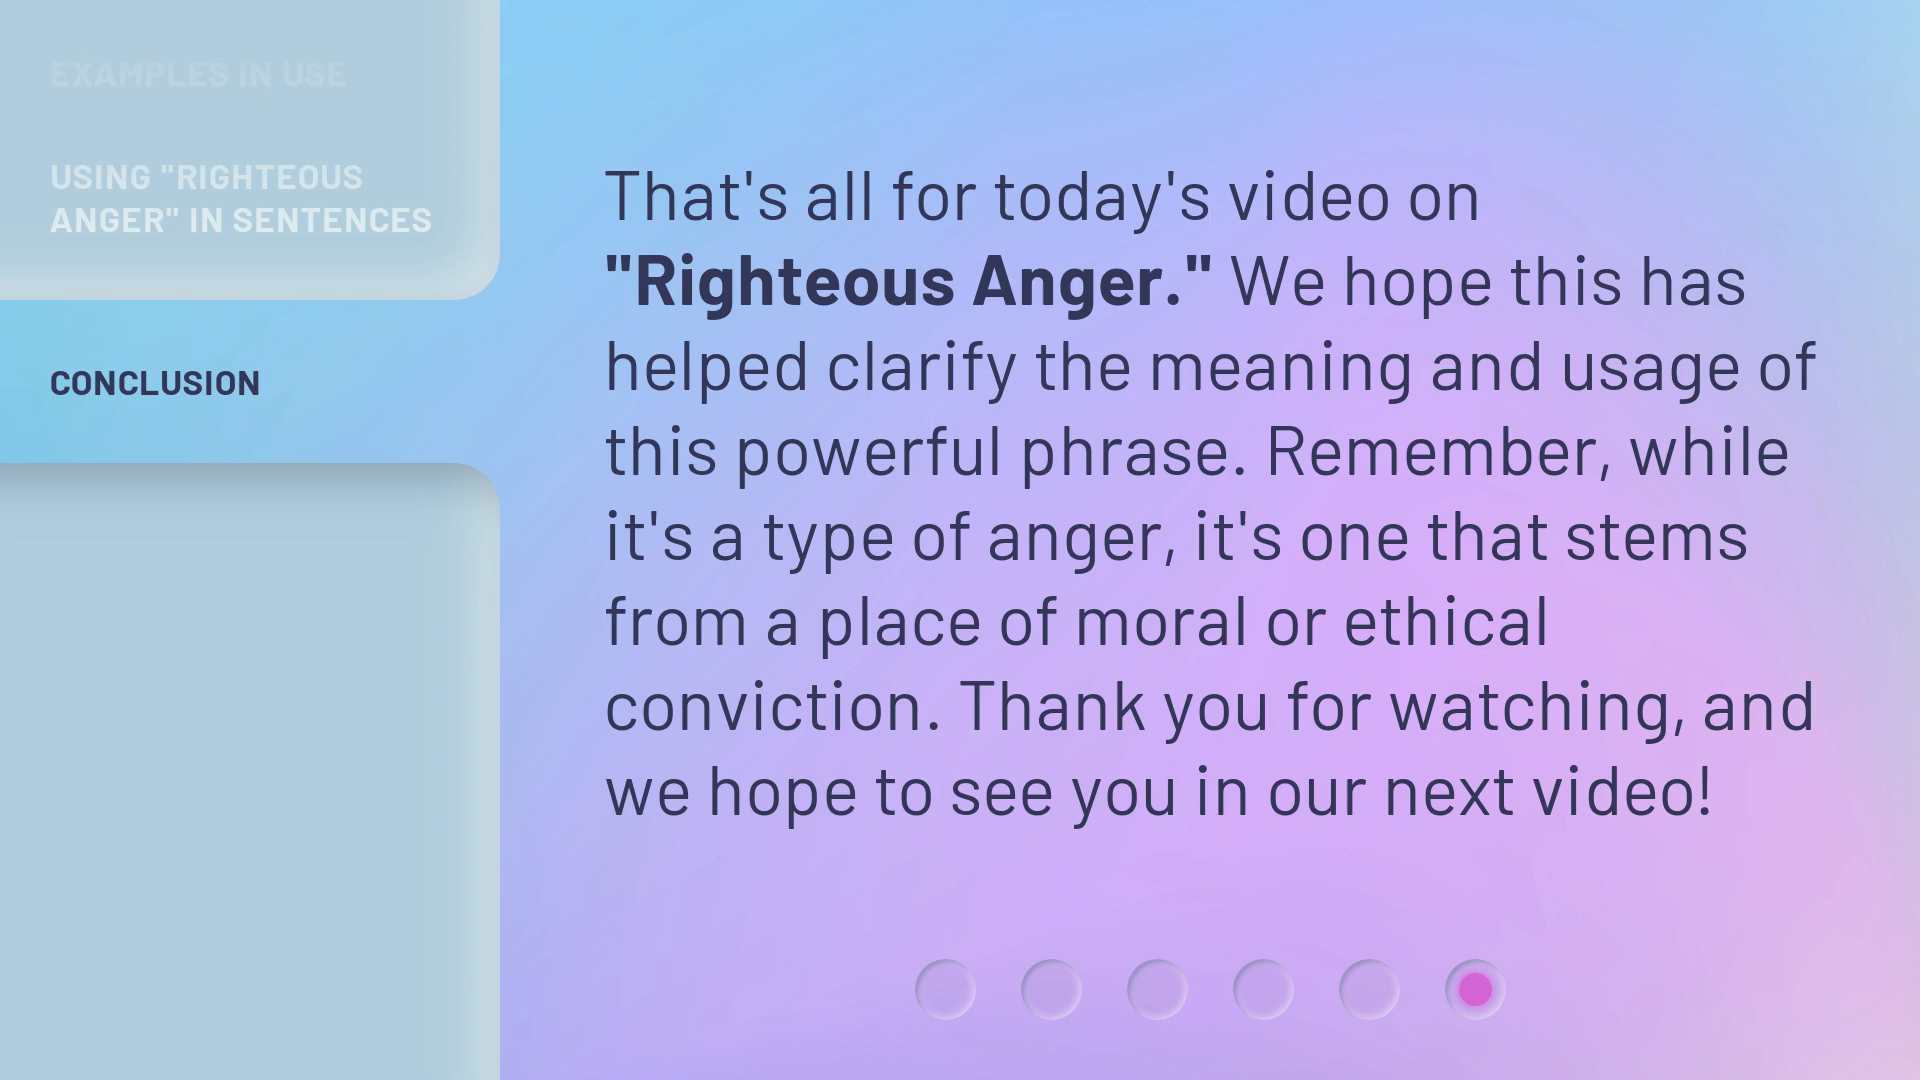 EXAMPLES IN USE
USING "RIGHTEOUS
ANGER" IN SENTENCES
CONCLUSION
That's all for today's video on
"Righteous Anger." We hope this has
helped clarify the meaning and usage of
this powerful phrase. Remember, while
it's a type of anger, it's one that stems
from a place of moral or ethical
conviction. Thank you for watching, and
we hope to see you in our next video!